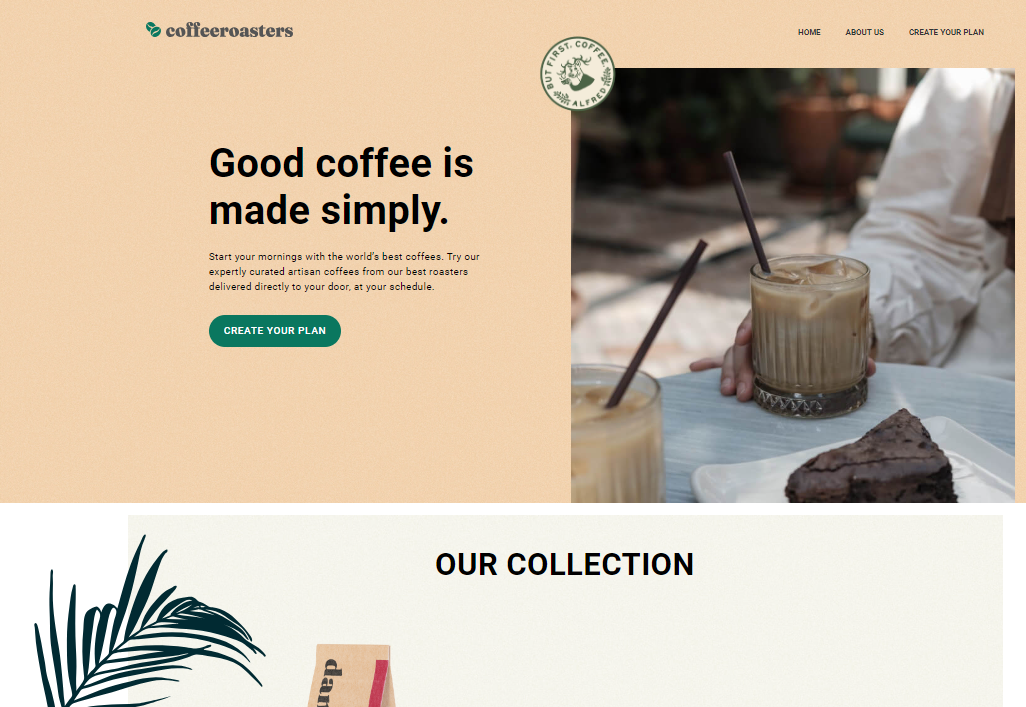 coffeeroasters
HOME
ABOUT US
CREATE YOUR PLAN
BUT FIRST, COFFEE.
ALFRED
Good coffee is
made simply.
Start your mornings with the world's best coffees. Try our
expertly curated artisan coffees from our best roasters
delivered directly to your door, at your schedule.
CREATE YOUR PLAN
OUR COLLECTION
dan